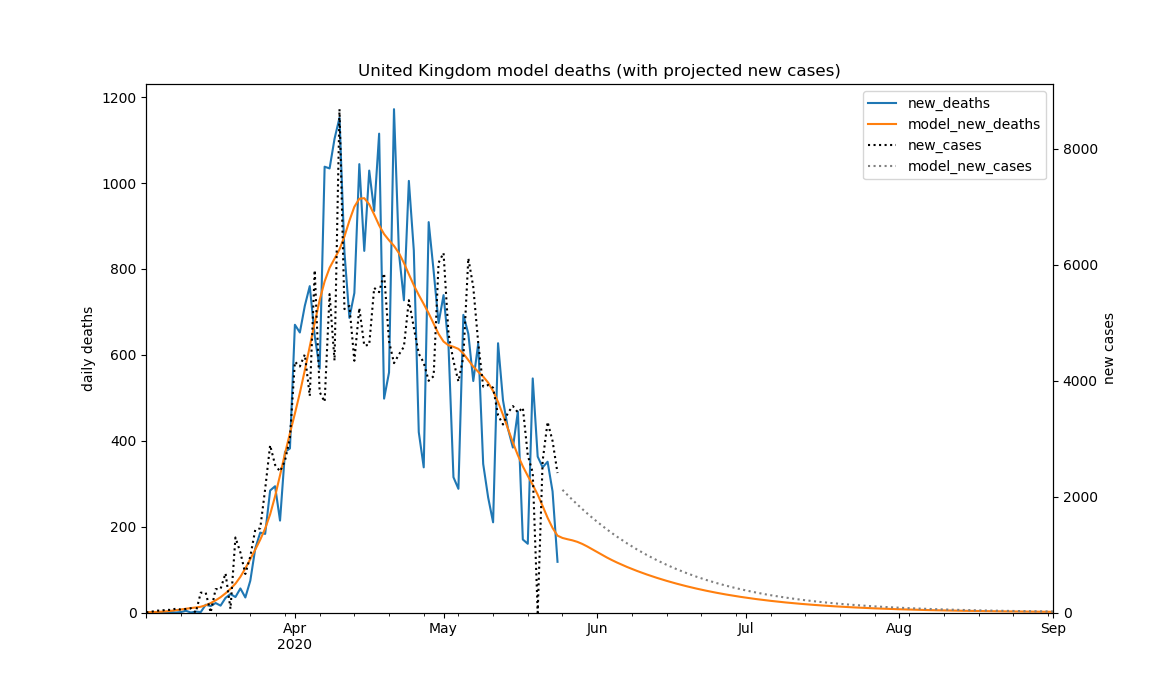 United Kingdom model deaths (with projected new cases)
new_deaths
model_new_deaths
new_cases
model_new_cases
1200
1000
800
600
400
200
0
daily deaths
8000
6000
4000
2000
0
new cases
Apr
2020
May
Jun
Jul
Aug
Sep